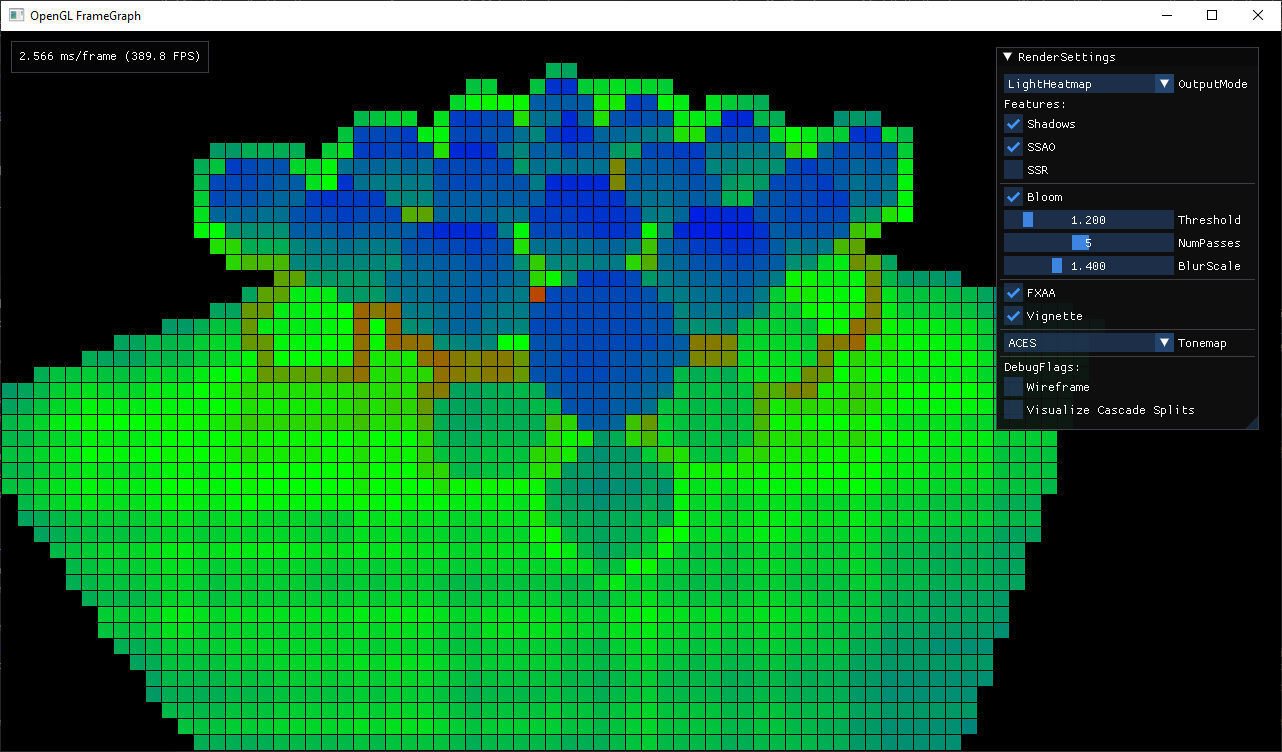 OpenGL FrameGraph
2.566 ms/frame (389.8 FPS)
RenderSettings
LightHeatmap OutputMode
Features:
Shadows
SSAO
SSR
Bloom
1.200 Threshold
5 NumPasses
1.400 BlurScale
FXAA
Vignette
ACES Tonemap
DebugFlags:
Wireframe
Visualize Cascade Splits